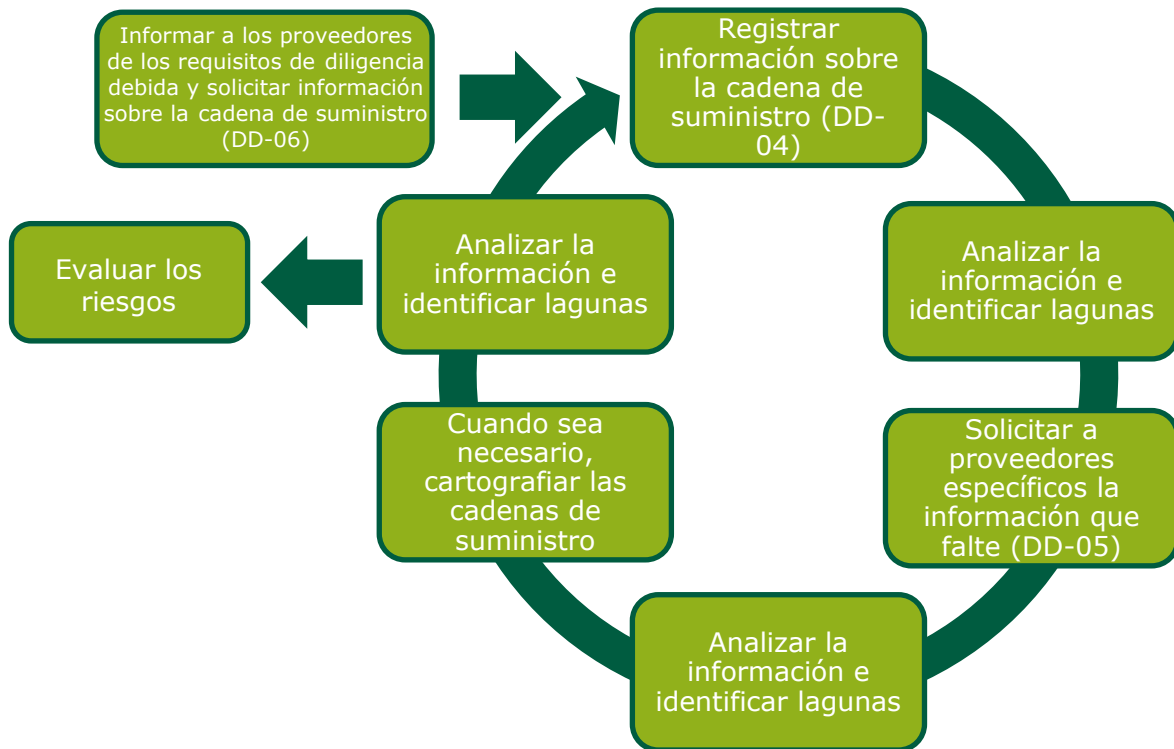 Informar a los proveedores
de los requisitos de diligencia
debida y solicitar información
sobre la cadena de suministro
(DD-06)
Registrar
información sobre
la cadena de
suministro (DD-
04)
Analizar la
información e
identificar lagunas
Solicitar a
proveedores
específicos la
información que
falte (DD-05)
Analizar la
información e
identificar lagunas
Cuando sea
necesario,
cartografiar las
cadenas de
suministro
Analizar la
información e
identificar lagunas
Evaluar los
riesgos